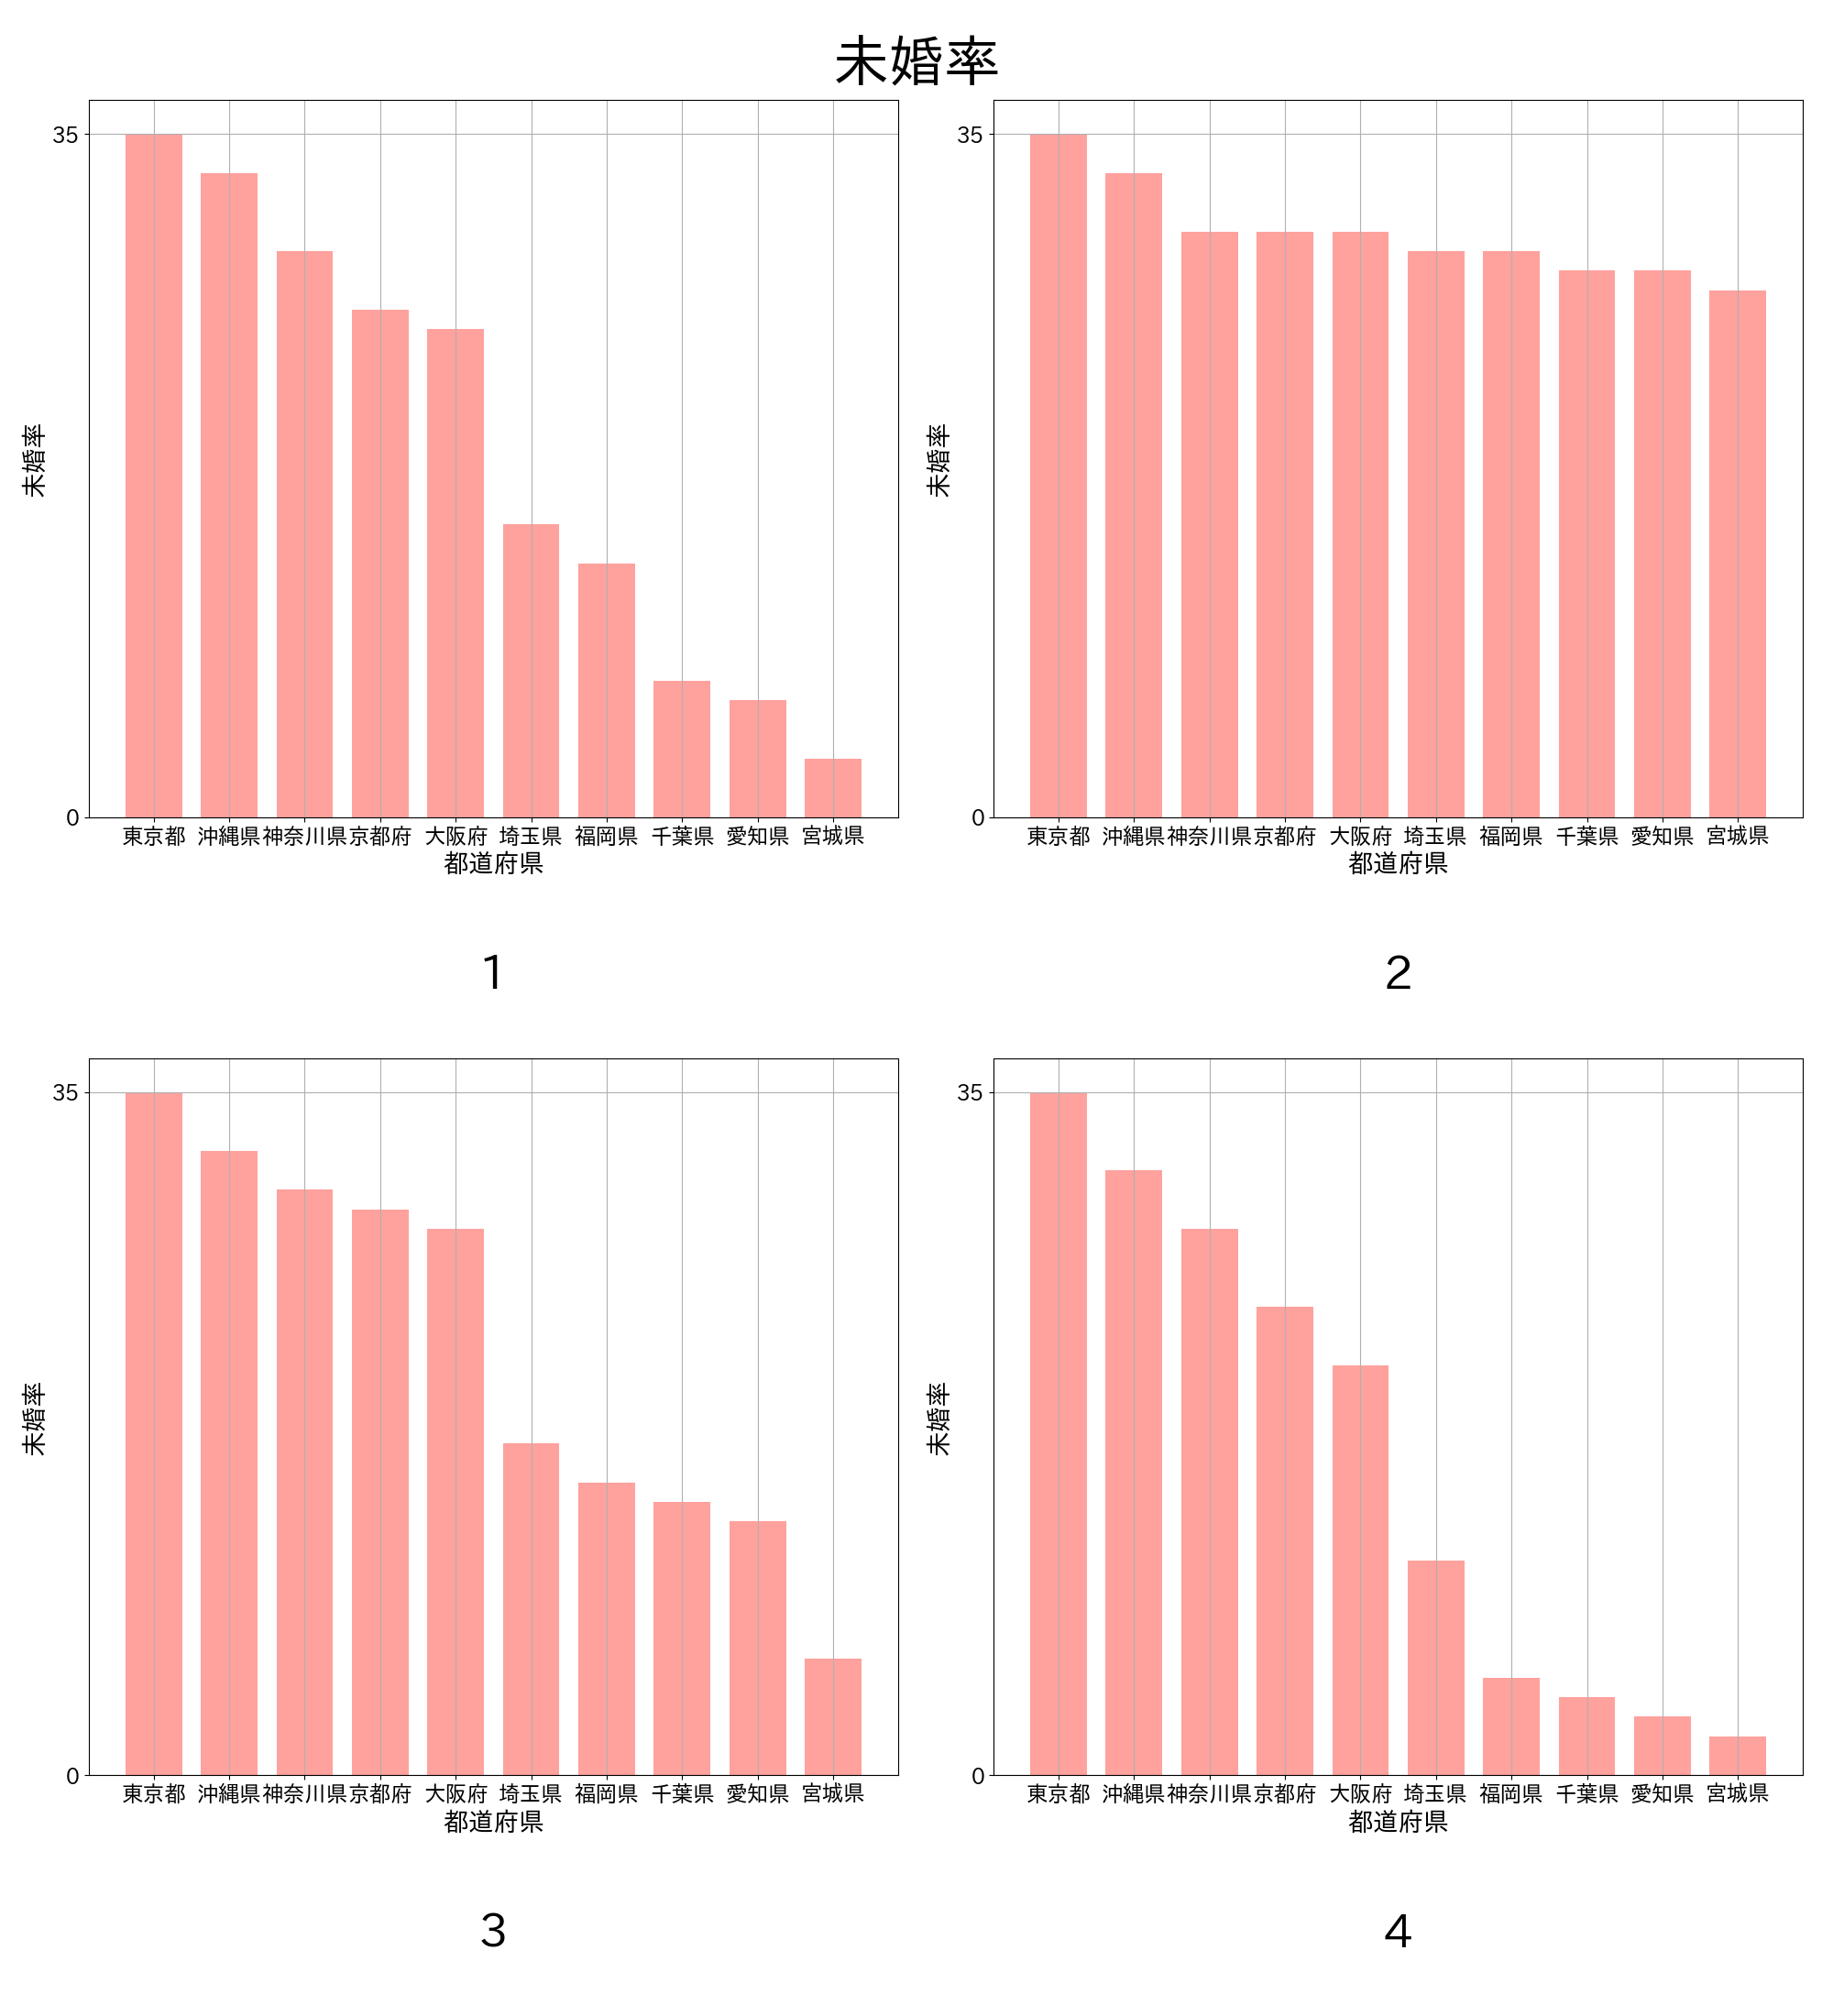 未婚率
35
0
未婚率
東京都 沖縄県 神奈川県 京都府 大阪府 埼玉県 福岡県 千葉県 愛知県 宮城県
都道府県
1
35
0
未婚率
東京都 沖縄県 神奈川県 京都府 大阪府 埼玉県 福岡県 千葉県 愛知県 宮城県
都道府県
2
35
0
未婚率
東京都 沖縄県 神奈川県 京都府 大阪府 埼玉県 福岡県 千葉県 愛知県 宮城県
都道府県
3
35
0
未婚率
東京都 沖縄県 神奈川県 京都府 大阪府 埼玉県 福岡県 千葉県 愛知県 宮城県
都道府県
4